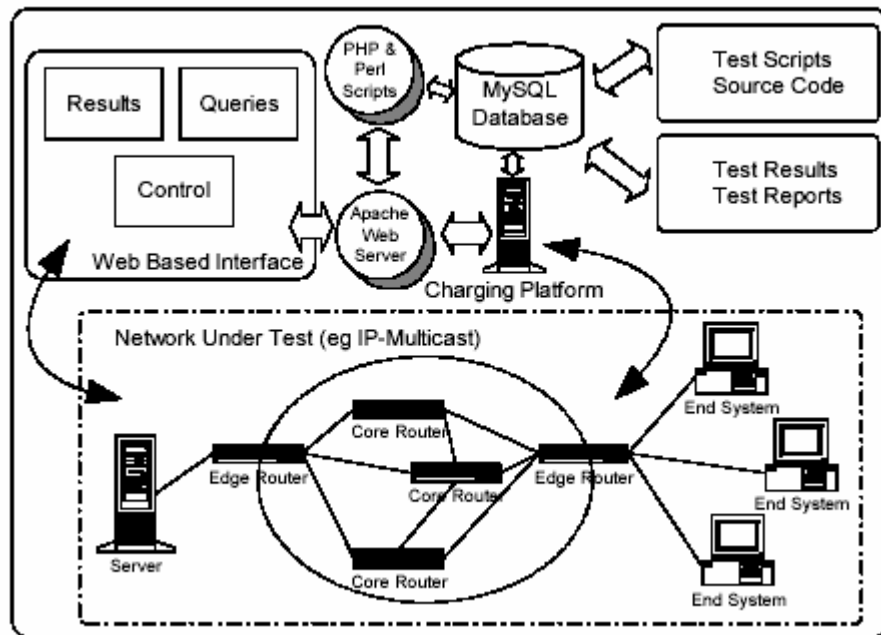 PHP &
Perl
Scripts
MySQL
Database
Test Scripts
Source Code
Results
Queries
Control
Test Results
Test Reports
Apache
Web
Server
Web Based Interface
Charging Platform
Network Under Test (eg IP-Multicast)
End System
Core Router
Edge Router
Core Router
Edge Router
End System
Server
Core Router
End System